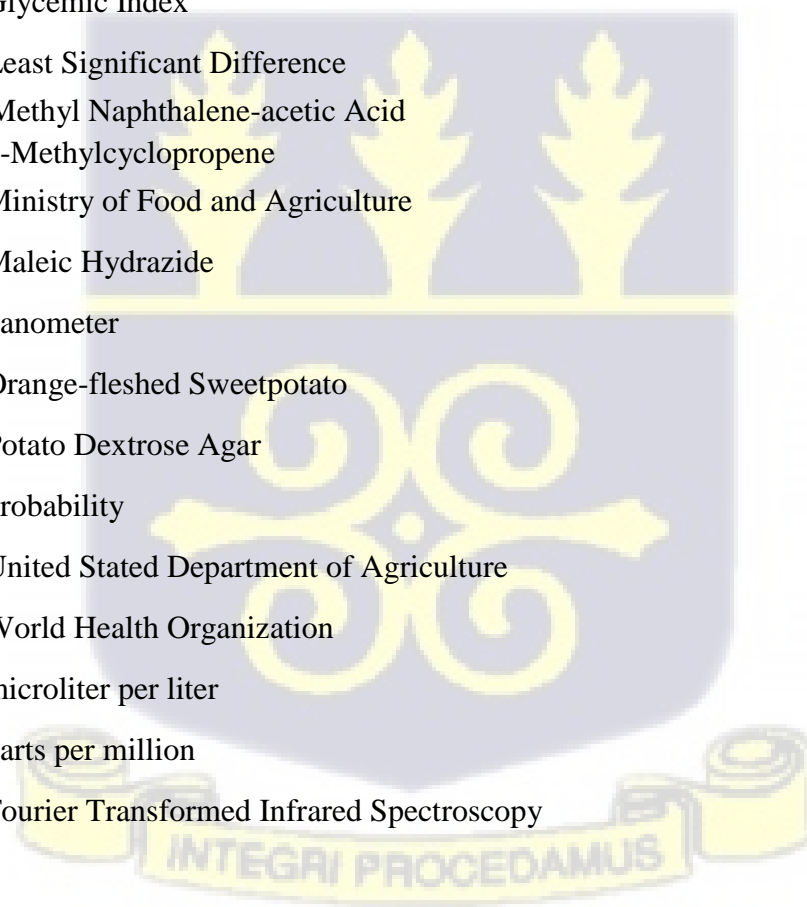 Glycemic Index
Least Significant Difference
Methyl Naphthalene-acetic Acid
-Methylcyclopropene
Ministry of Food and Agriculture
Maleic Hydrazide
anometer
Orange-fleshed Sweetpotato
Potato Dextrose Agar
robability
United Stated Department of Agriculture
World Health Organization
microliter per liter
arts per million
Fourier Transformed Infrared Spectroscopy
INTEGRI PROCEDAMUS